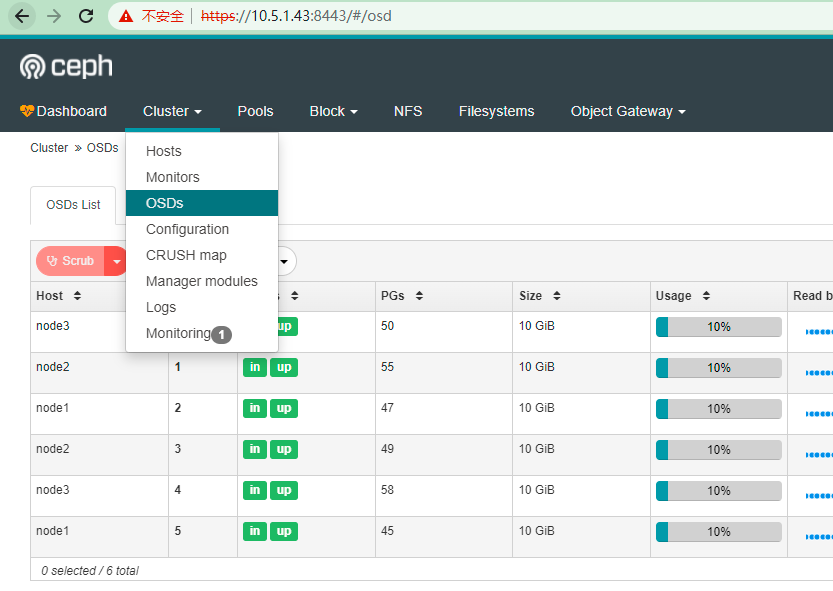 不安全 https://10.5.1.43:8443/#/osd
ceph
Dashboard Cluster Pools Block NFS Filesystems Object Gateway
Cluster » OSDs
Hosts
Monitors
OSDs
Configuration
CRUSH map
Manager modules
Logs
Monitoring 1
OSDs List
Scrub
Host PGs Size Usage Read b
node3 up 50 10 GiB 10%
node2 1 in up 55 10 GiB 10%
node1 2 in up 47 10 GiB 10%
node2 3 in up 49 10 GiB 10%
node3 4 in up 58 10 GiB 10%
node1 5 in up 45 10 GiB 10%
0 selected / 6 total